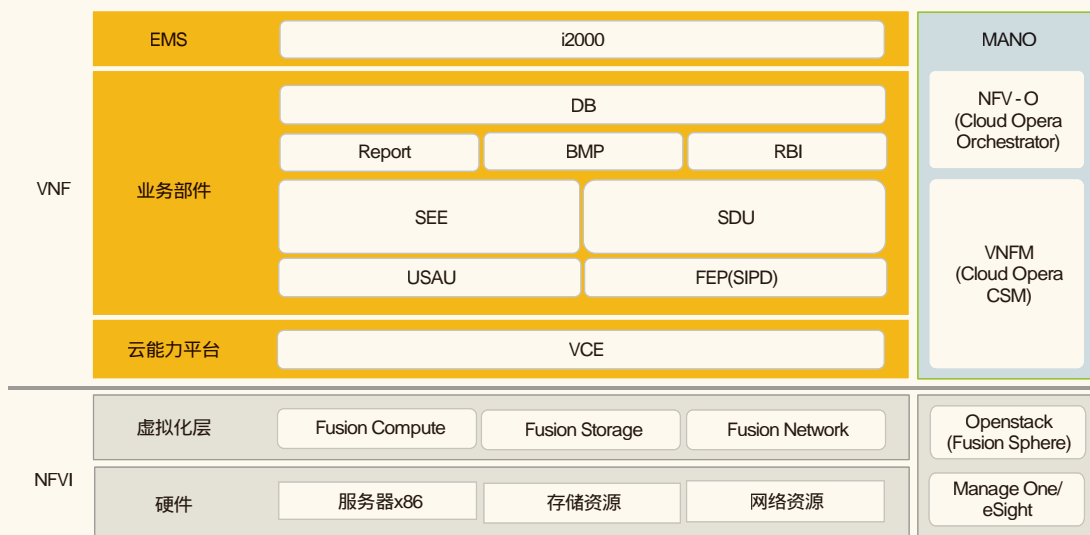 EMS
i2000
MANO
DB
NFV-O
(Cloud Opera
Orchestrator)
Report
BMP
RBI
VNF
业务部件
SEE
SDU
VNFM
(Cloud Opera
CSM)
USAU
FEP(SIPD)
云能力平台
VCE
虚拟化层
Fusion Compute
Fusion Storage
Fusion Network
Openstack
(Fusion Sphere)
NFVI
硬件
服务器x86
存储资源
网络资源
Manage One/
eSight